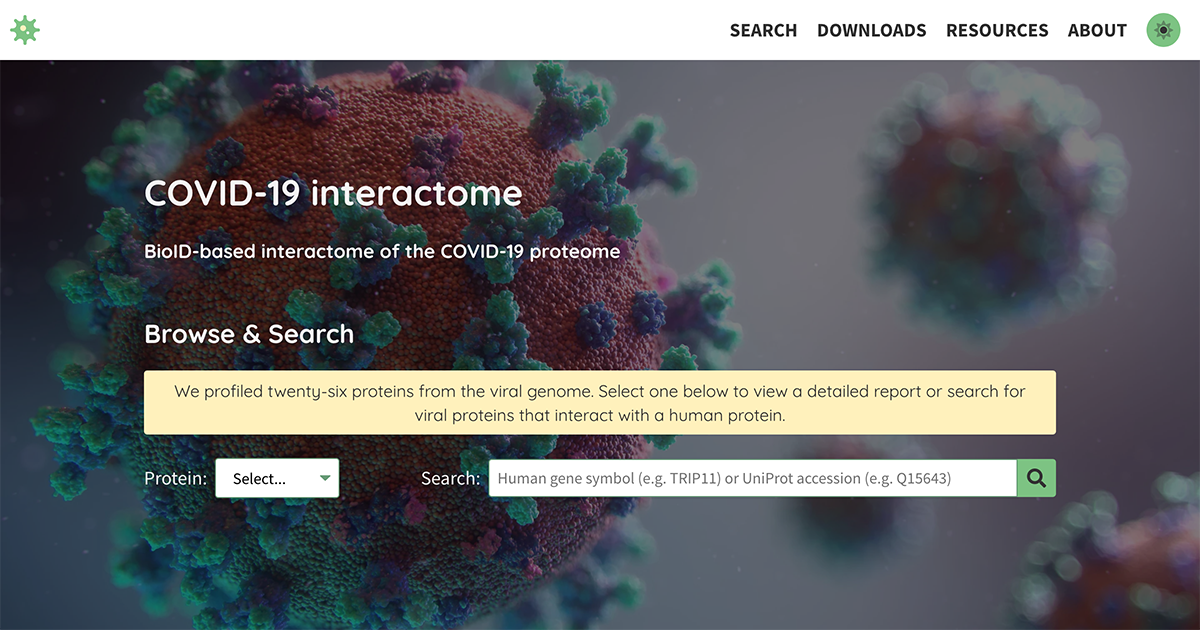 SEARCH DOWNLOADS RESOURCES ABOUT
COVID-19 interactome
BioID-based interactome of the COVID-19 proteome
Browse & Search
We profiled twenty-six proteins from the viral genome. Select one below to view a detailed report or search for
viral proteins that interact with a human protein.
Protein: Select... Search: Human gene symbol (e.g. TRIP11) or UniProt accession (e.g. Q15643)